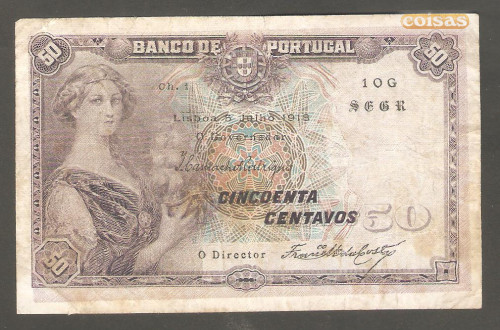 coisas
50 BANCO DE PORTUGAL 50
Ch. 1 10G
SEGR
Lisboa 5 Julho 1918
O Governador
CINCOENTA
CENTAVOS 50
O Director
50